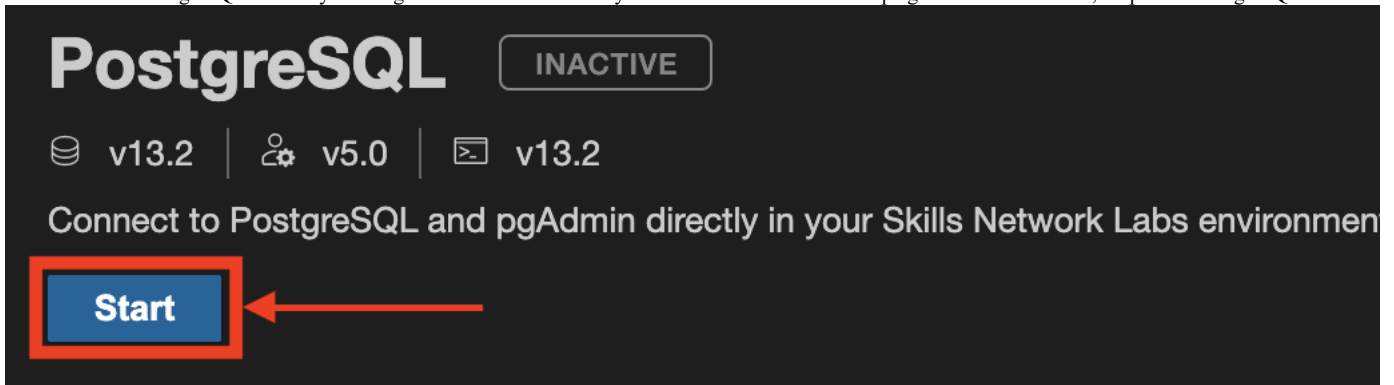 PostgreSQL INACTIVE
v13.2 v5.0 v13.2
Connect to PostgreSQL and pgAdmin directly in your Skills Network Labs
Start